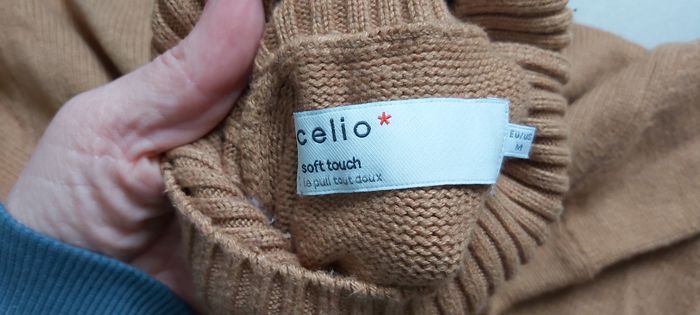 celio*
soft touch
le pull tout doux
EU/US
M